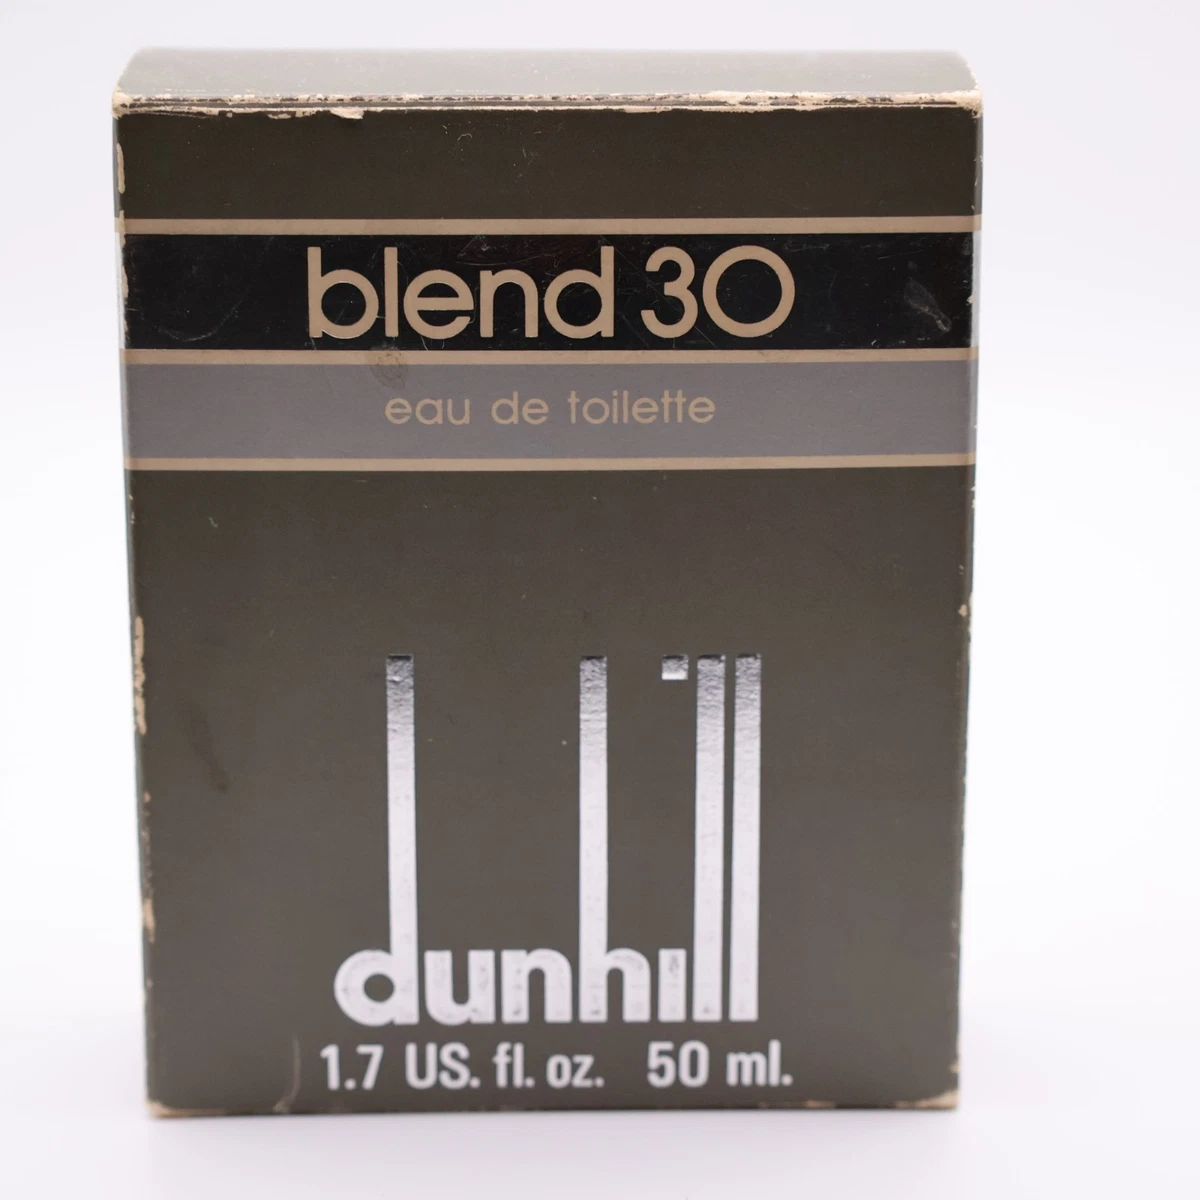 blend 30
eau de toilette
dunhill
1.7 US. fl. oz. 50 ml.